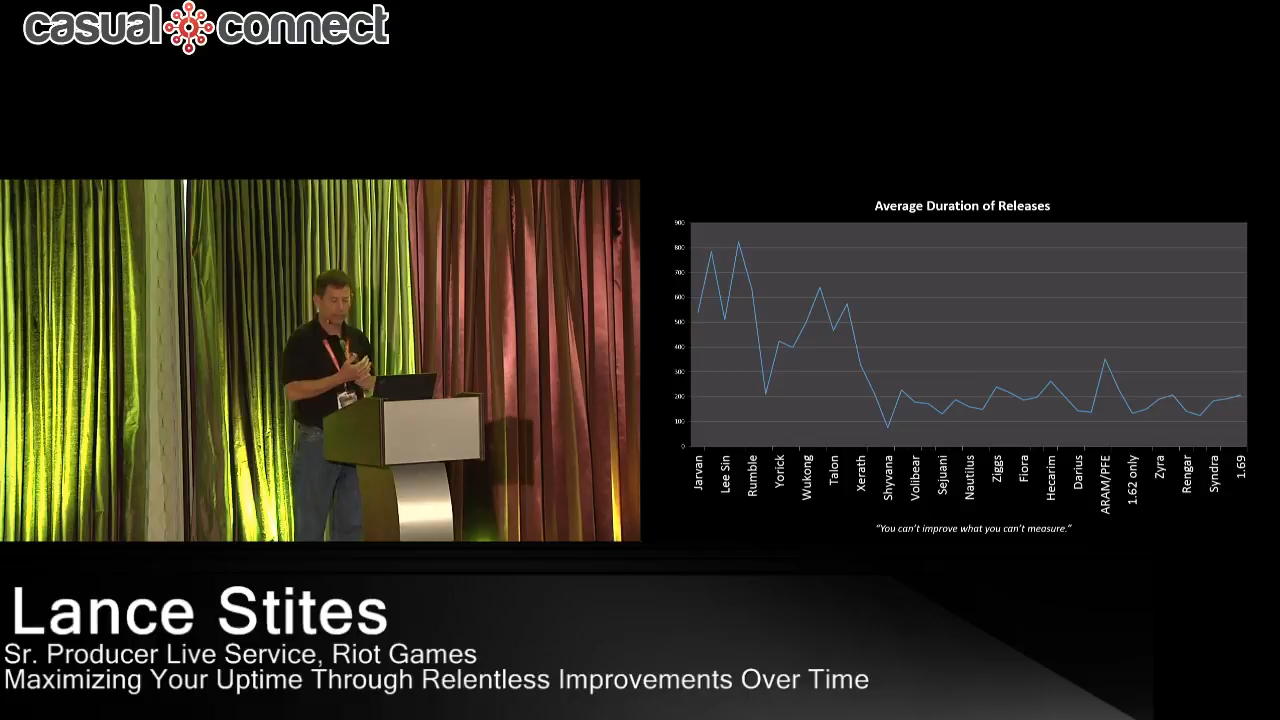 casual connect
Average Duration of Releases
900
800
700
600
500
400
300
200
100
0
Jarvan
Lee Sin
Rumble
Yorick
Wukong
Talon
Xerath
Shyvana
Volibear
Sejuani
Nautilus
Ziggs
Fiora
Hecarim
Darius
ARAM/PFE
1.62 only
Zyra
Rengar
Syndra
1.69
“You can’t improve what you can’t measure.”
Lance Stites
Sr. Producer Live Service, Riot Games
Maximizing Your Uptime Through Relentless Improvements Over Time